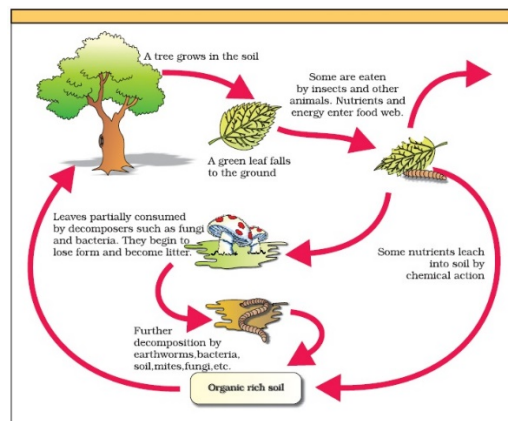 A tree grows in the soil
Some are eaten
by insects and other
animals. Nutrients and
energy enter food web.
A green leaf falls
to the ground
Leaves partially consumed
by decomposers such as fungi
and bacteria. They begin to
lose form and become litter.
Some nutrients leach
into soil by
chemical action
Further
decomposition by
earthworms,bacteria,
soil,mites,fungi,etc.
Organic rich soil